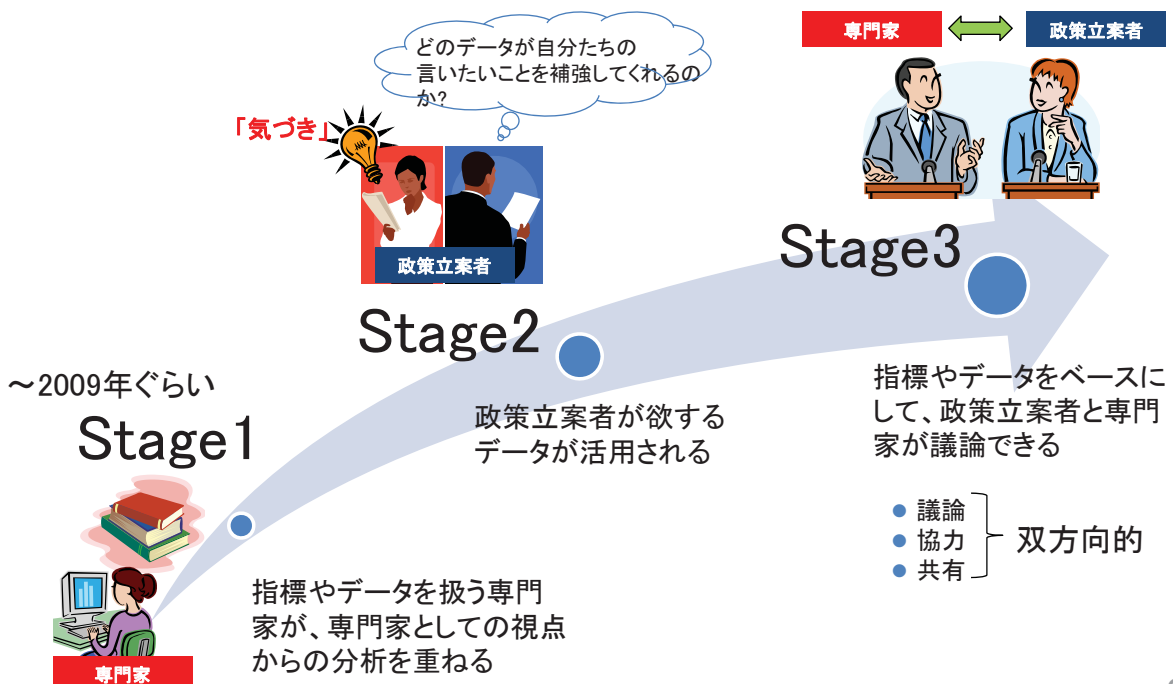 専門家
政策立案者
どのデータが自分たちの
言いたいことを補強してくれるの
か?
「気づき」
政策立案者
Stage3
Stage2
～2009年ぐらい
Stage1
指標やデータをベースに
して、政策立案者と専門
家が議論できる
政策立案者が欲する
データが活用される
議論
協力
共有
双方向的
指標やデータを扱う専門
家が、専門家としての視点
からの分析を重ねる
専門家